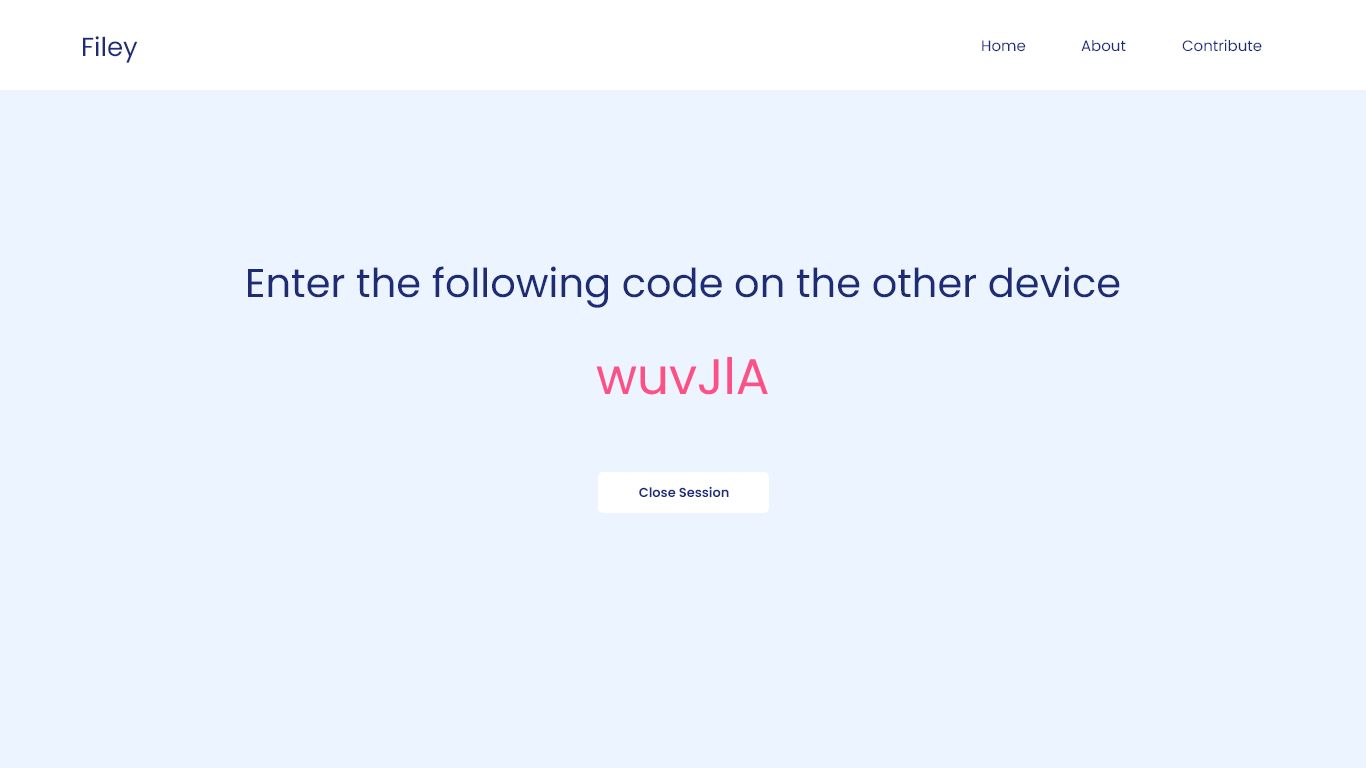 Filey
Home About Contribute
Enter the following code on the other device
wuvJlA
Close Session